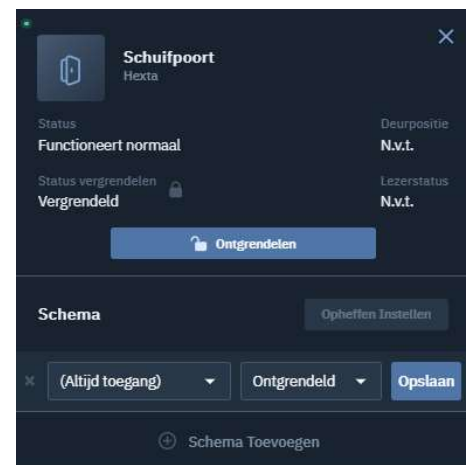 Schuifpoort
Hexta
Status
Functioneert normaal
Deurpositie
N.v.t.
Status vergrendelen
Vergrendeld
Lezerstatus
N.v.t.
Ontgrendelen
Schema
Opheffen Instellen
(Altijd toegang)
Ontgrendeld
Opslaan
Schema Toevoegen